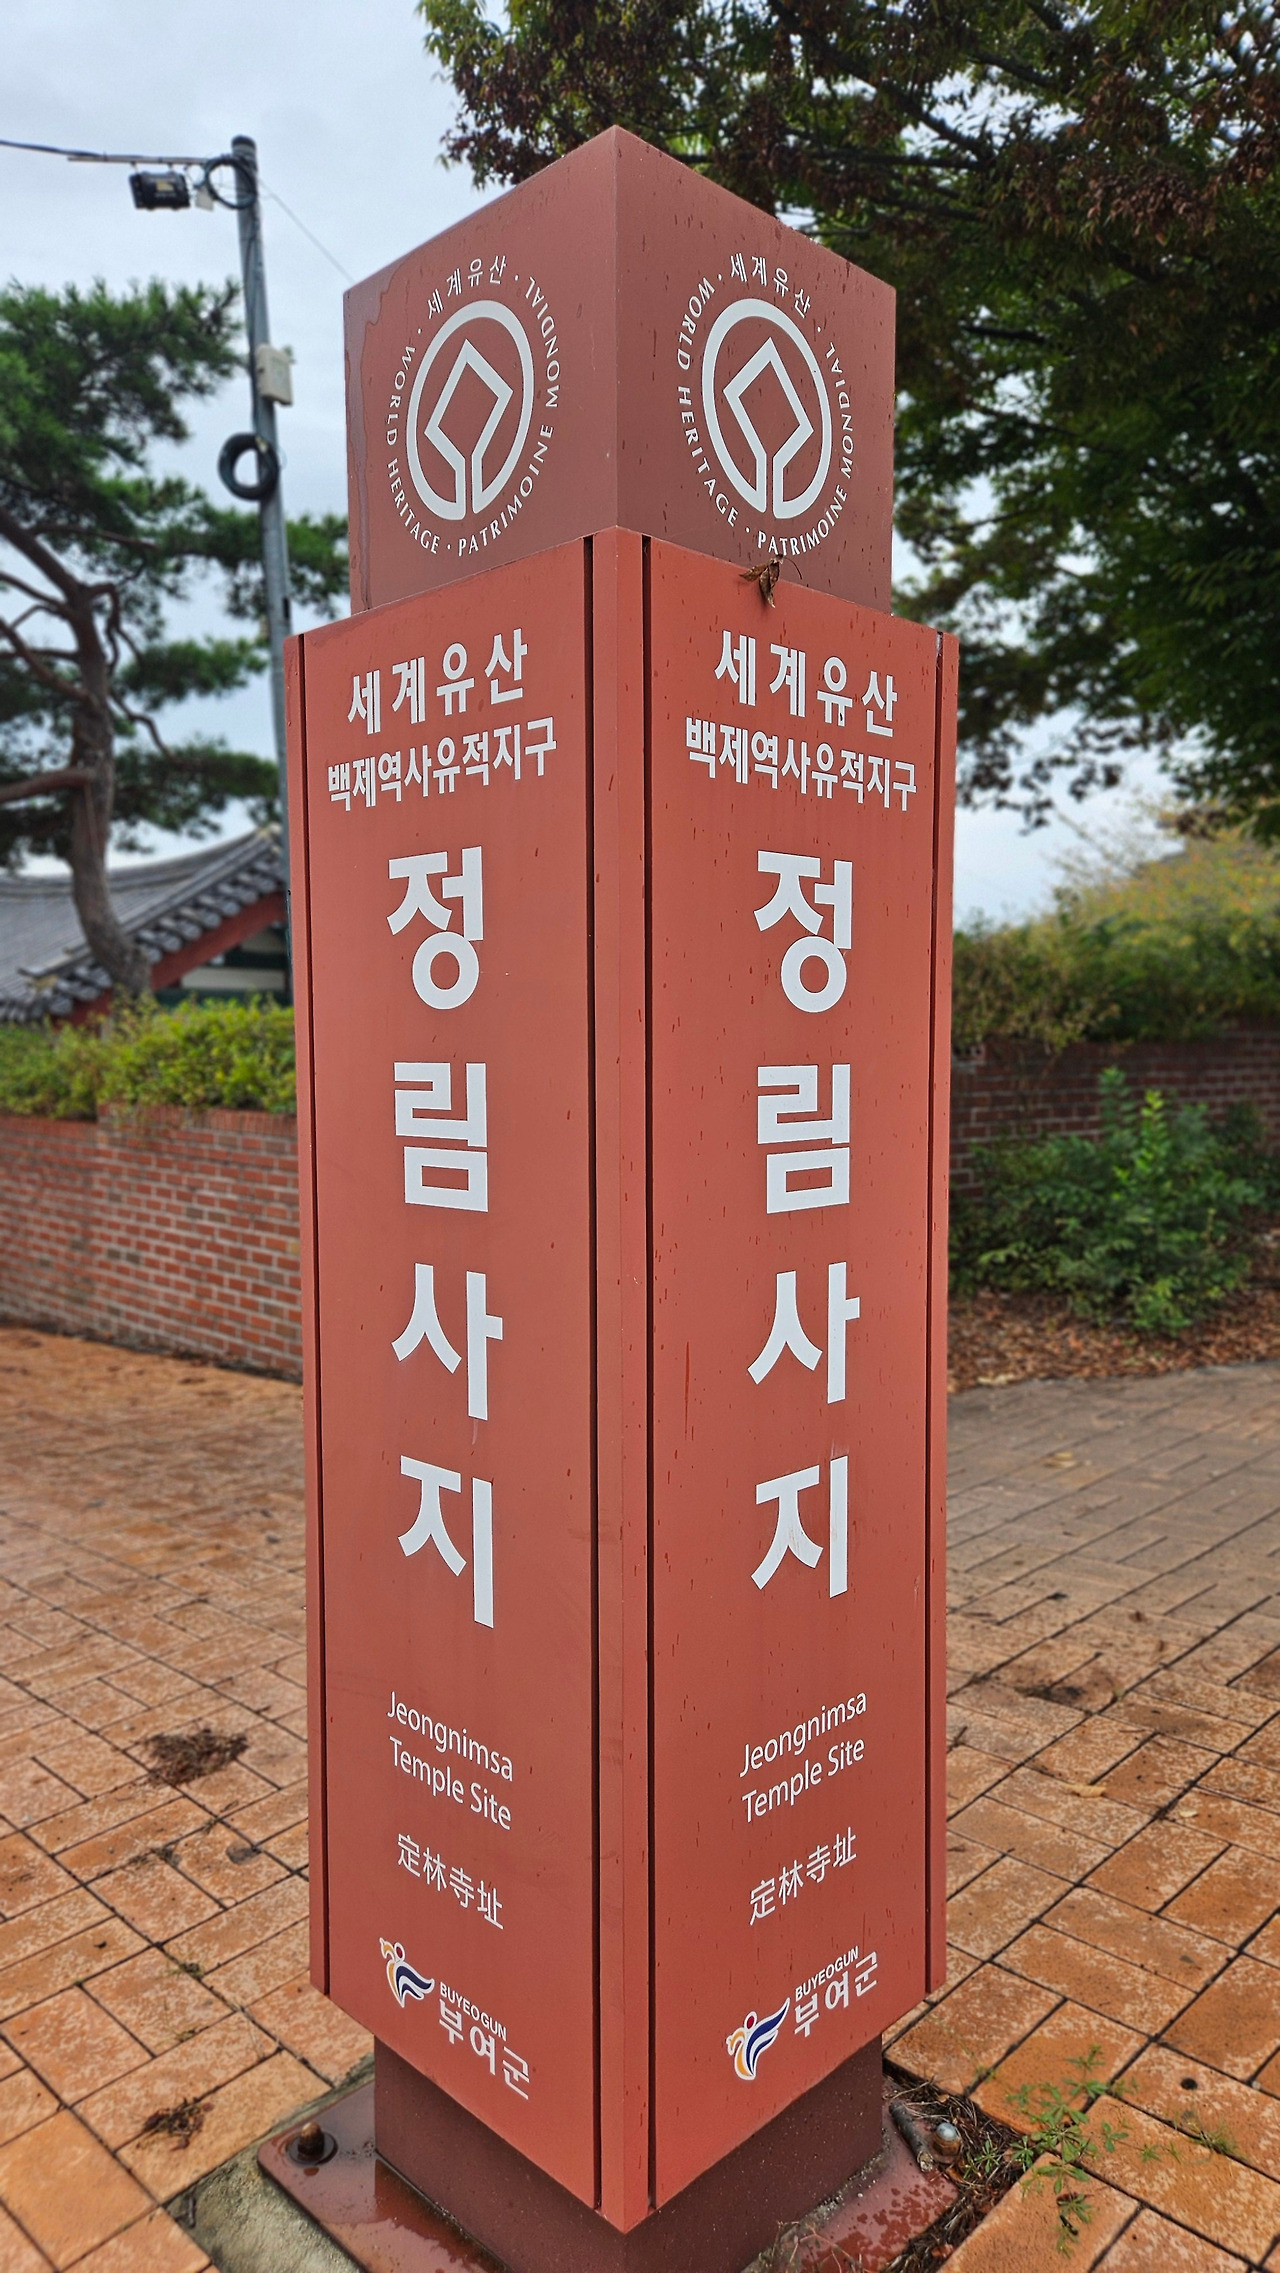 세계유산 · WORLD HERITAGE · PATRIMOINE MONDIAL ·
세계유산
백제역사유적지구
정림사지
Jeongnimsa
Temple Site
定林寺址
BUYEOGUN
부여군
세계유산 · WORLD HERITAGE · PATRIMOINE MONDIAL ·
세계유산
백제역사유적지구
정림사지
Jeongnimsa
Temple Site
定林寺址
BUYEOGUN
부여군